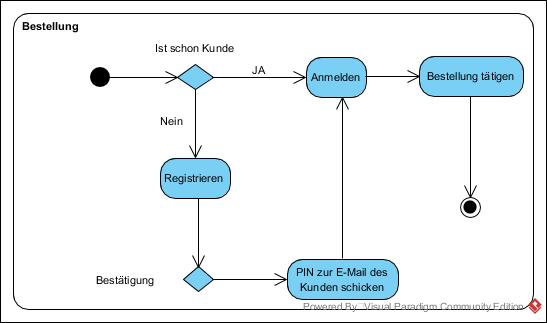 Bestellung
Ist schon Kunde
JA
Anmelden
Bestellung tätigen
Nein
Registrieren
Bestätigung
PIN zur E-Mail des
Kunden schicken
Powered By Visual Paradigm Community Edition